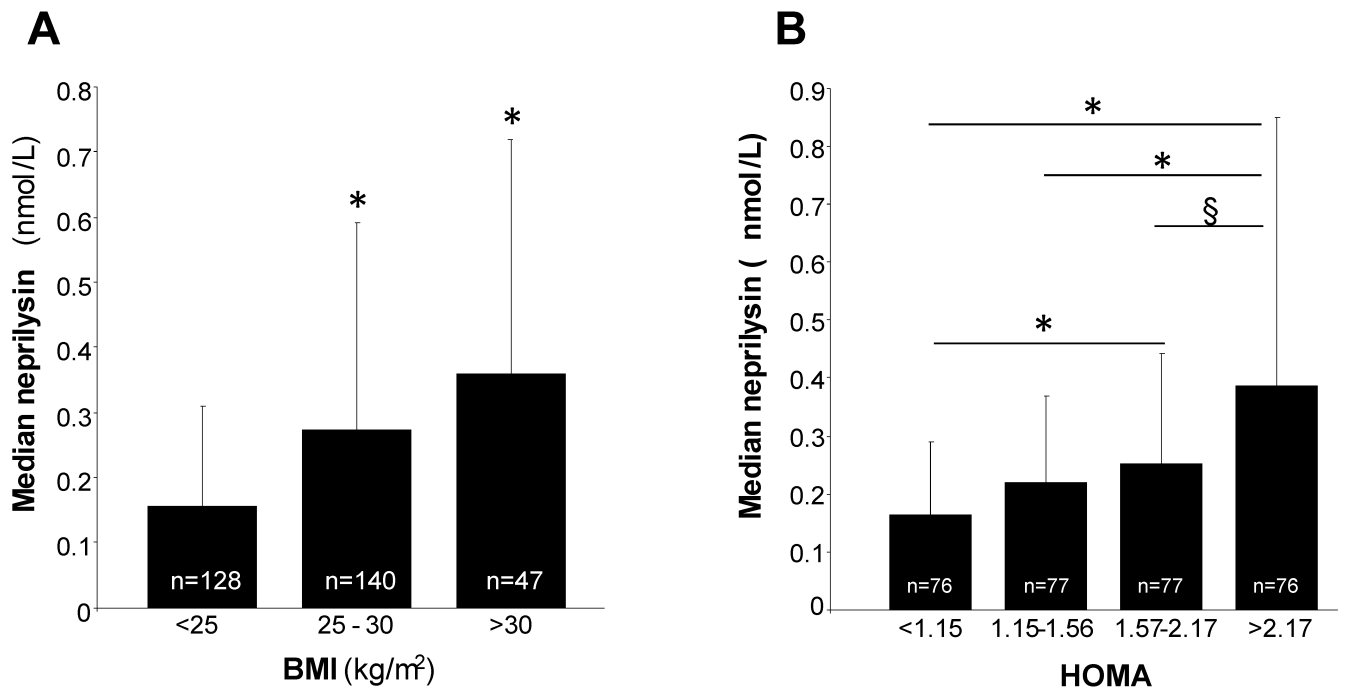 A
Median neprilysin (nmol/L)
0.8
0.7
0.6
0.5
0.4
0.3
0.2
0.1
0
*
*
n=128
n=140
n=47
<25
25 - 30
>30
BMI (kg/m²)
B
Median neprilysin ( nmol/L)
0.9
0.8
0.7
0.6
0.5
0.4
0.3
0.2
0.1
0
*
*
§
*
n=76
n=77
n=77
n=76
<1.15
1.15-1.56
1.57-2.17
>2.17
HOMA